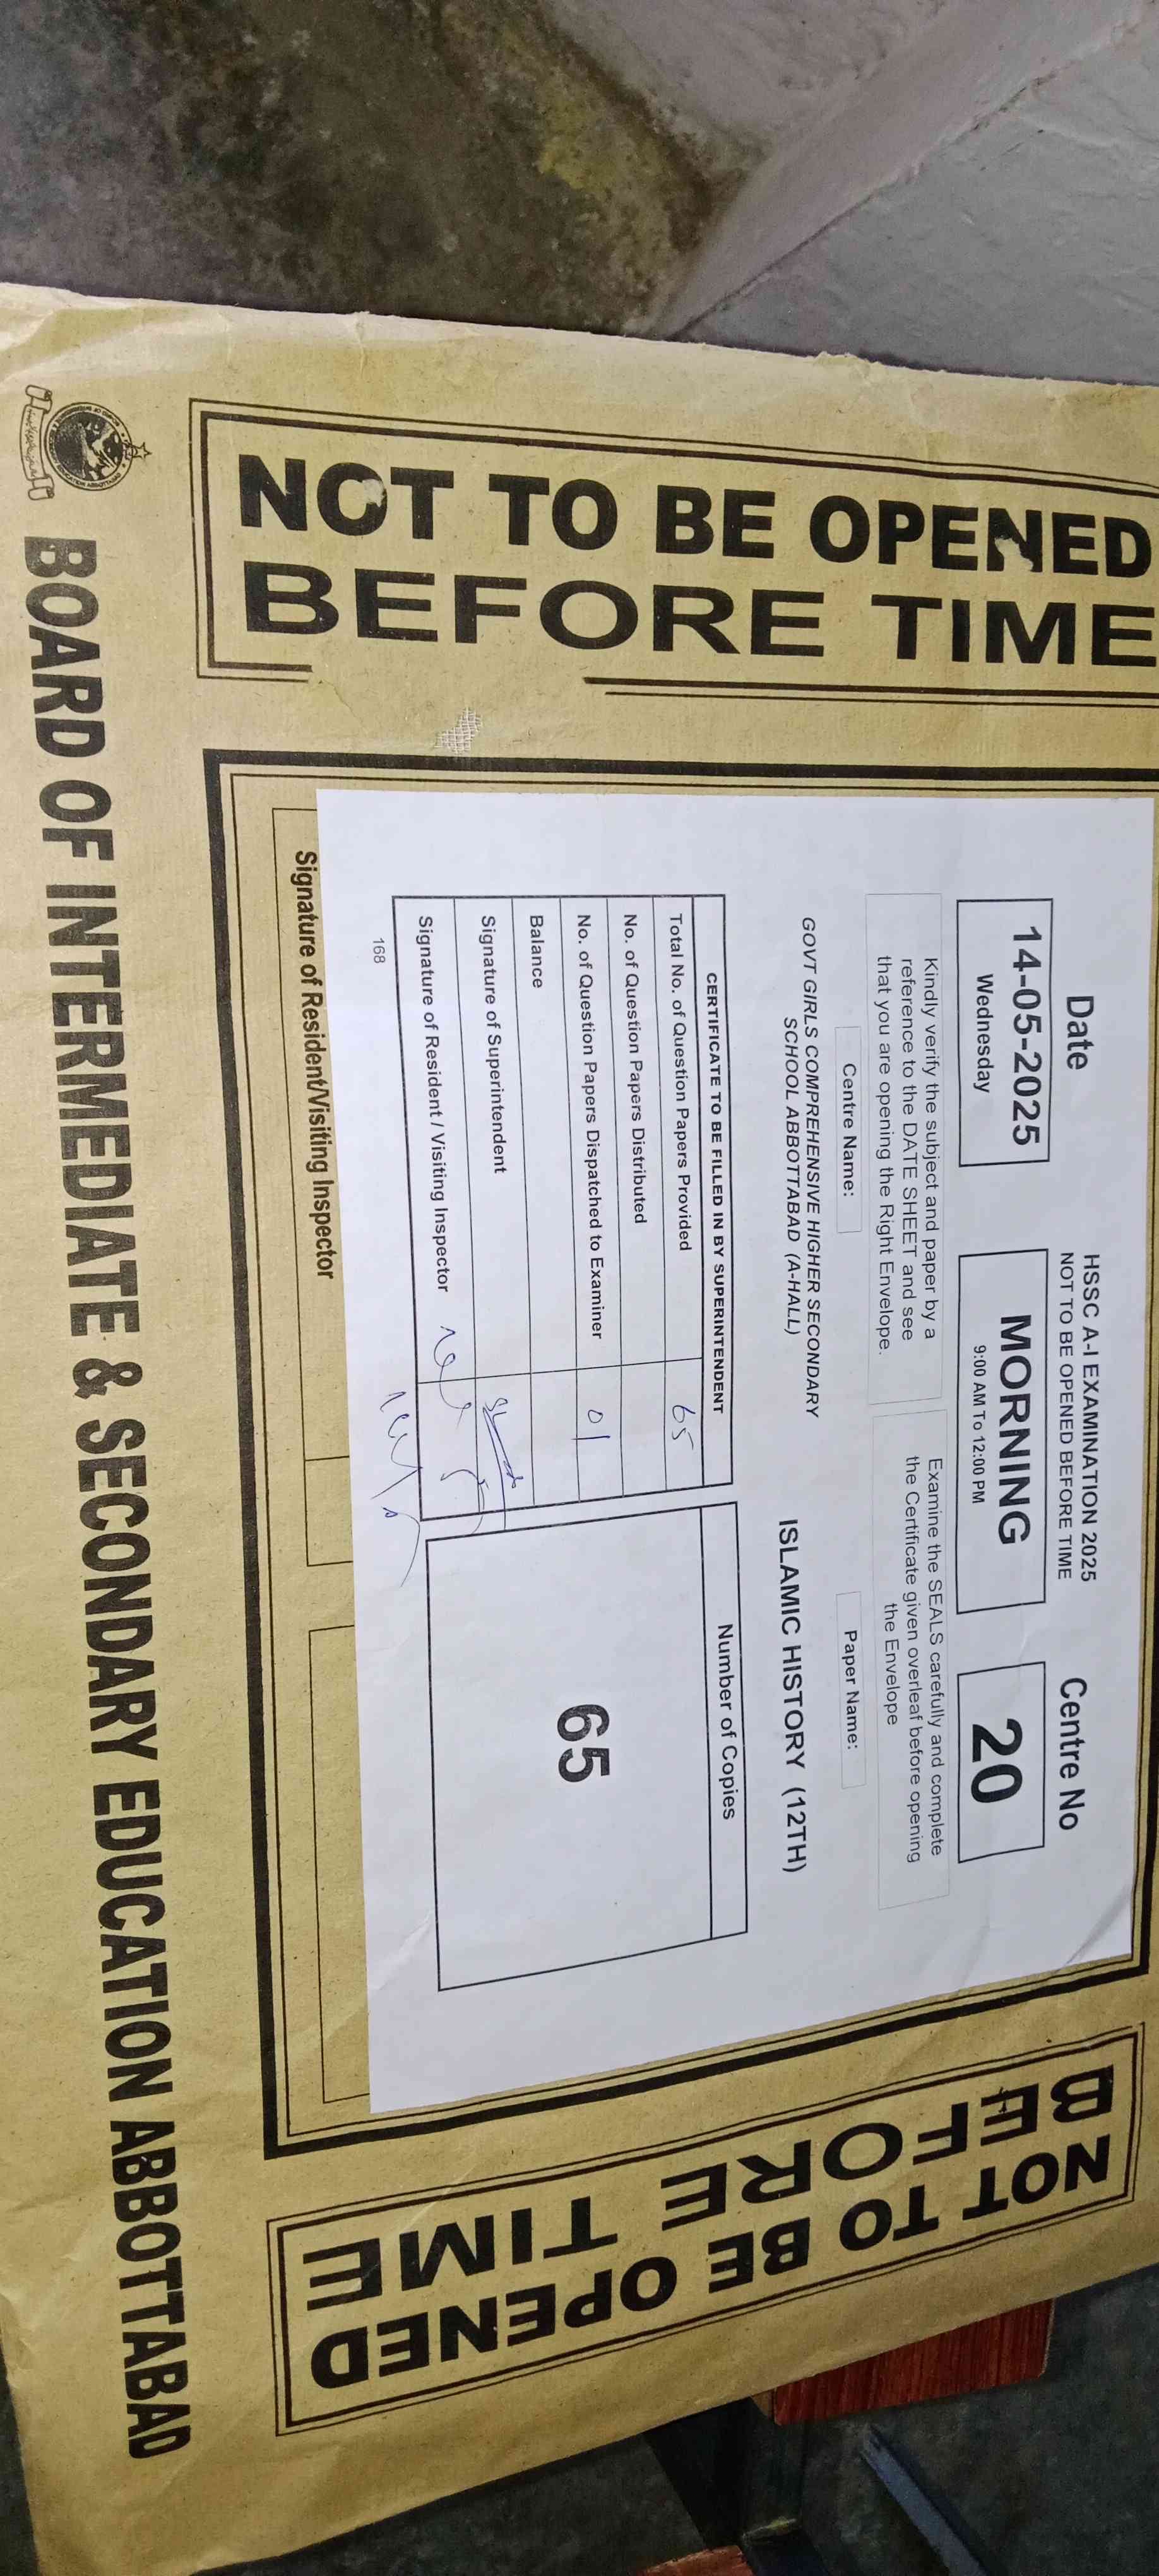 NOT TO BE OPENED
BEFORE TIME
Date
14-05-2025
Wednesday
HSSC A-I EXAMINATION 2025
NOT TO BE OPENED BEFORE TIME
MORNING
9:00 AM To 12:00 PM
Centre No
20
Kindly verify the subject and paper by a
reference to the DATE SHEET and see
that you are opening the Right Envelope.
Examine the SEALS carefully and complete
the Certificate given overleaf before opening
the Envelope
Centre Name:
Paper Name:
GOVT GIRLS COMPREHENSIVE HIGHER SECONDARY
SCHOOL ABBOTTABAD (A-HALL)
ISLAMIC HISTORY (12TH)
CERTIFICATE TO BE FILLED IN BY SUPERINTENDENT
Total No. of Question Papers Provided 65
No. of Question Papers Distributed
No. of Question Papers Dispatched to Examiner 01
Balance
Signature of Superintendent
Signature of Resident / Visiting Inspector
Number of Copies
65
168
Signature of Resident/Visiting Inspector
NOT TO BE OPENED
BEFORE TIME
BOARD OF INTERMEDIATE & SECONDARY EDUCATION ABBOTTABAD